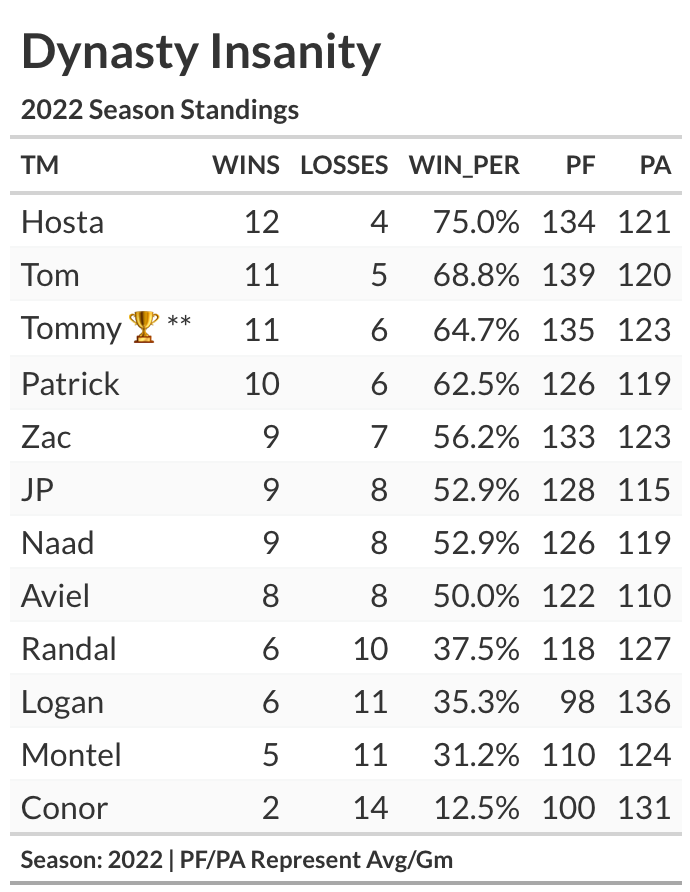 Dynasty Insanity
2022 Season Standings
TM WINS LOSSES WIN_PER PF PA
Hosta 12 4 75.0% 134 121
Tom 11 5 68.8% 139 120
Tommy 🏆 ** 11 6 64.7% 135 123
Patrick 10 6 62.5% 126 119
Zac 9 7 56.2% 133 123
JP 9 8 52.9% 128 115
Naad 9 8 52.9% 126 119
Aviel 8 8 50.0% 122 110
Randal 6 10 37.5% 118 127
Logan 6 11 35.3% 98 136
Montel 5 11 31.2% 110 124
Conor 2 14 12.5% 100 131
Season: 2022 | PF/PA Represent Avg/Gm